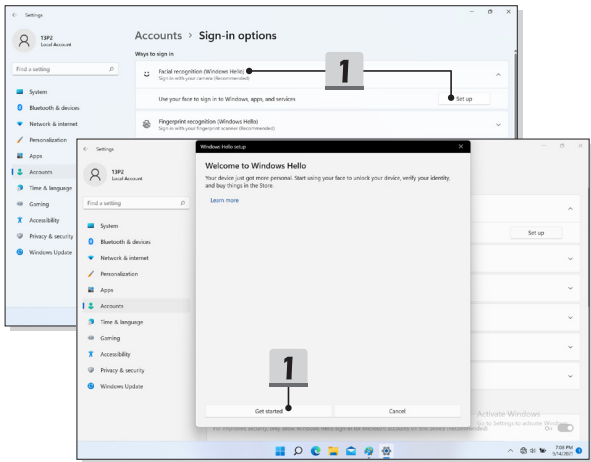 Settings
13P2
Local Account
Find a setting
System
Bluetooth & devices
Network & internet
Personalization
Apps
Accounts
Time & language
Gaming
Accessibility
Privacy & security
Windows Update
Accounts > Sign-in options
Ways to sign in
Facial recognition (Windows Hello)
Sign in with your camera (Recommended)
1
Use your face to sign in to Windows, apps, and services
Set up
Fingerprint recognition (Windows Hello)
Sign in with your fingerprint scanner (Recommended)
Settings
13P2
Local Account
Find a setting
System
Bluetooth & devices
Network & internet
Personalization
Apps
Accounts
Time & language
Gaming
Accessibility
Privacy & security
Windows Update
Windows Hello setup
Welcome to Windows Hello
Your device just got more personal. Start using your face to unlock your device, verify your identity,
and buy things in the Store.
Learn more
1
Get started
Cancel
Set up
Activate Windows
Go to Settings to activate Windows.
On
7:08 PM